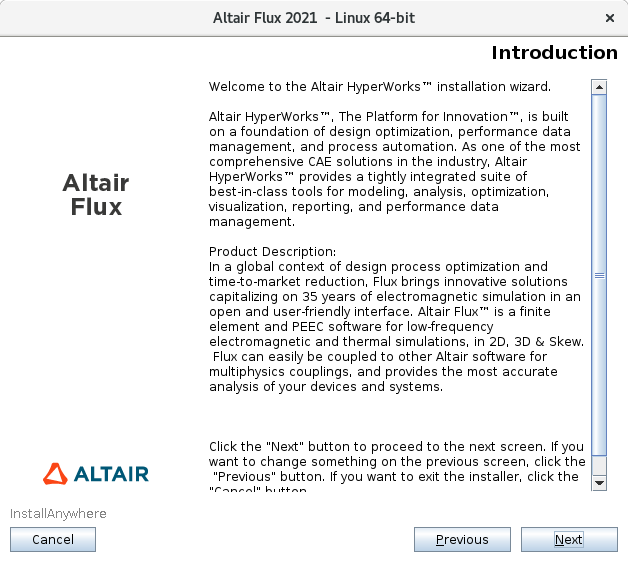 Altair Flux 2021  - Linux 64-bit
×
Introduction
Welcome to the Altair HyperWorks™ installation wizard.
Altair HyperWorks™, The Platform for Innovation™, is built
on a foundation of design optimization, performance data
management, and process automation. As one of the most
comprehensive CAE solutions in the industry, Altair
HyperWorks™ provides a tightly integrated suite of
best-in-class tools for modeling, analysis, optimization,
visualization, reporting, and performance data
management.
Altair
Flux
Product Description:
In a global context of design process optimization and
time-to-market reduction, Flux brings innovative solutions
capitalizing on 35 years of electromagnetic simulation in an
open and user-friendly interface. Altair Flux™ is a finite
element and PEEC software for low-frequency
electromagnetic and thermal simulations, in 2D, 3D & Skew.
Flux can easily be coupled to other Altair software for
multiphysics couplings, and provides the most accurate
analysis of your devices and systems.
Click the "Next" button to proceed to the next screen. If you
want to change something on the previous screen, click the
"Previous" button. If you want to exit the installer, click the
"Cancel" button.
ALTAIR
InstallAnywhere
Cancel
Previous
Next